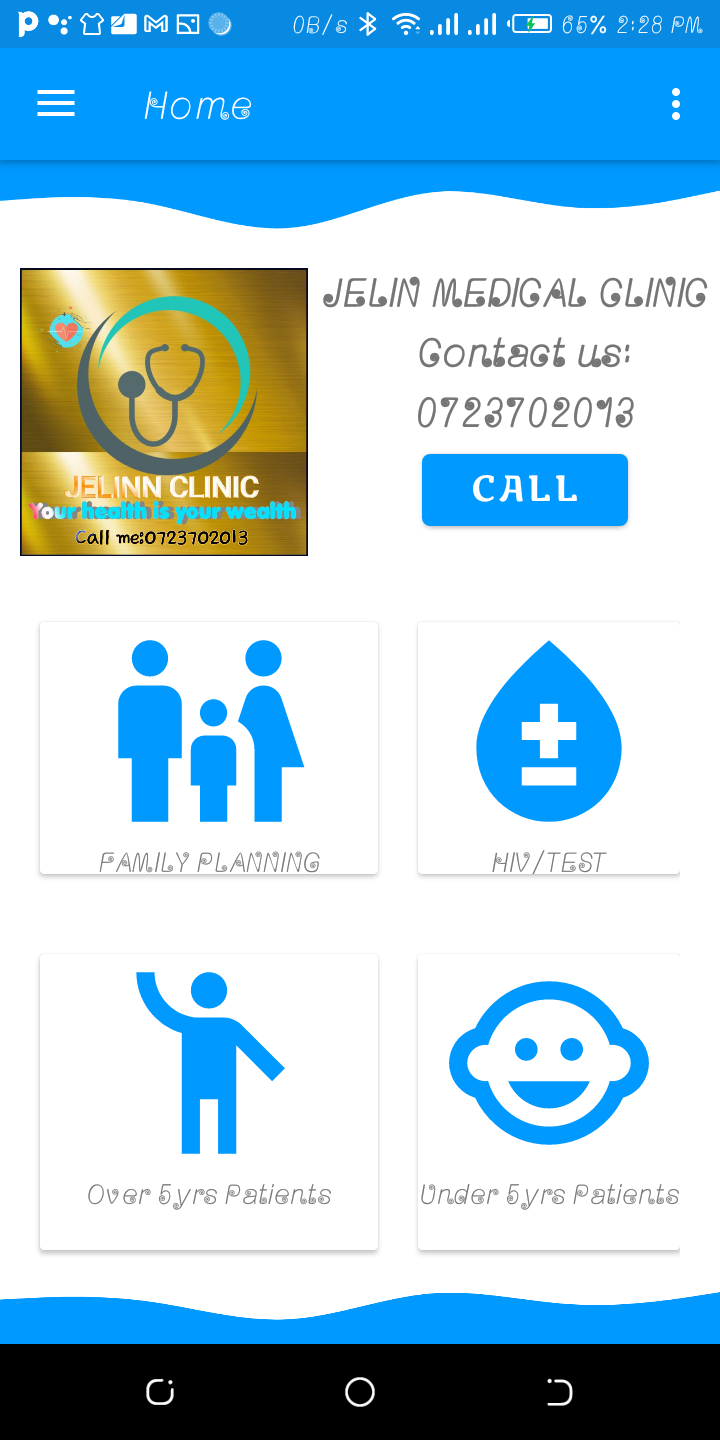 0B/s 65% 2:28 PM
Home
JELIN MEDICAL CLINIC
Contact us:
0723702013
CALL
JELINN CLINIC
Your health is your wealth
Call me:0723702013
FAMILY PLANNING
HIV/TEST
Over 5yrs Patients
Under 5yrs Patients